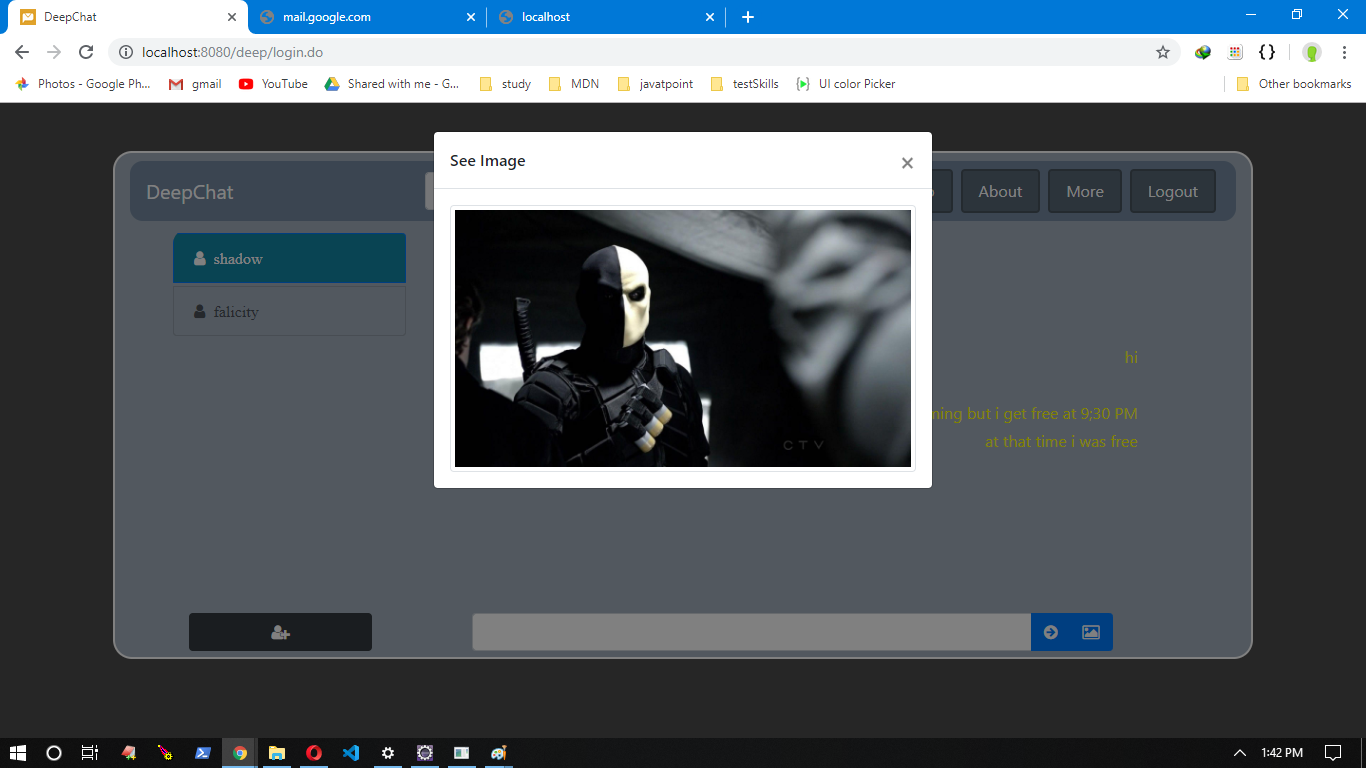 DeepChat
mail.google.com
localhost
localhost:8080/deep/login.do
Photos - Google Ph...
gmail
YouTube
Shared with me - G...
study
MDN
javatpoint
testSkills
UI color Picker
Other bookmarks
See Image
×
DeepChat
About
More
Logout
shadow
falicity
CTV
hi
ning but i get free at 9;30 PM
at that time i was free
1:42 PM